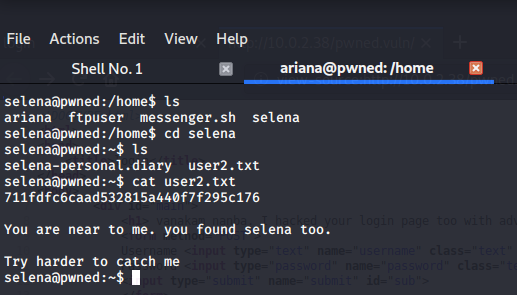 File Actions Edit View Help
Shell No. 1 ariana@pwned: /home
selena@pwned:/home$ ls
ariana ftpuser messenger.sh selena
selena@pwned:/home$ cd selena
selena@pwned:~$ ls
selena-personal.diary user2.txt
selena@pwned:~$ cat user2.txt
711fdfc6caad532815a440f7f295c176
You are near to me. you found selena too.
Try harder to catch me
selena@pwned:~$